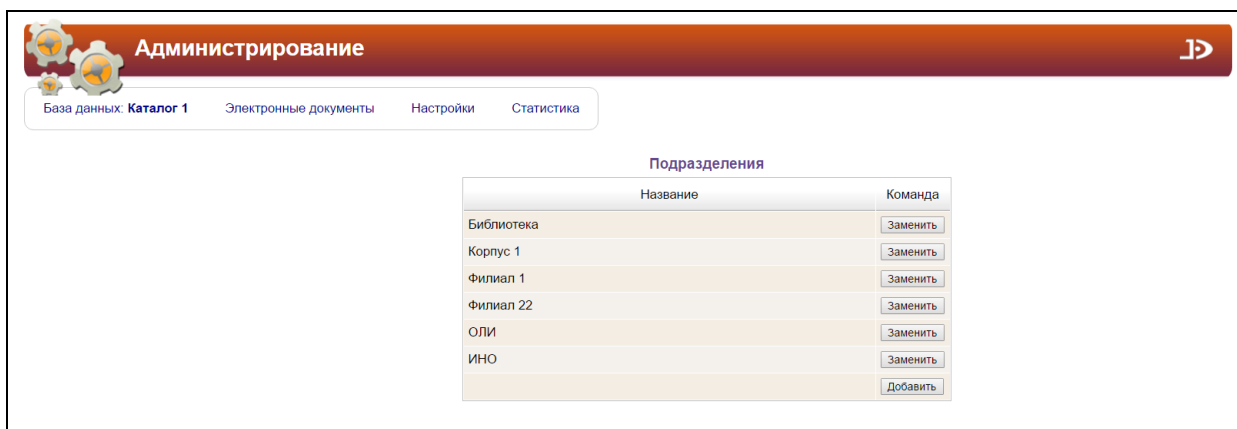 Администрирование
База данных: Каталог 1 Электронные документы Настройки Статистика
Подразделения
Название Команда
Библиотека Заменить
Корпус 1 Заменить
Филиал 1 Заменить
Филиал 22 Заменить
ОЛИ Заменить
ИНО Заменить
Добавить